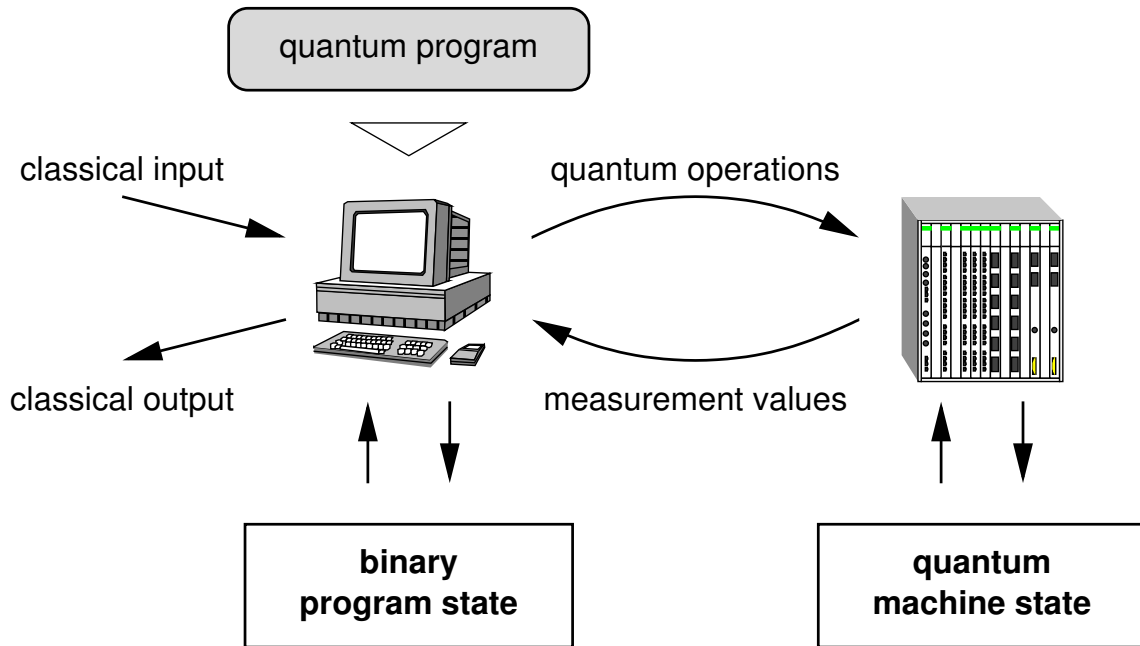 quantum program
classical input
quantum operations
classical output
measurement values
binary
program state
quantum
machine state